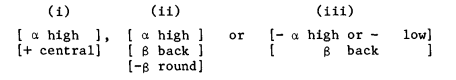 (i) (ii) (iii)
[ α high ], [ α high ] or [- α high or - low]
[+ central] [ β back ] [ β back ]
[-β round]